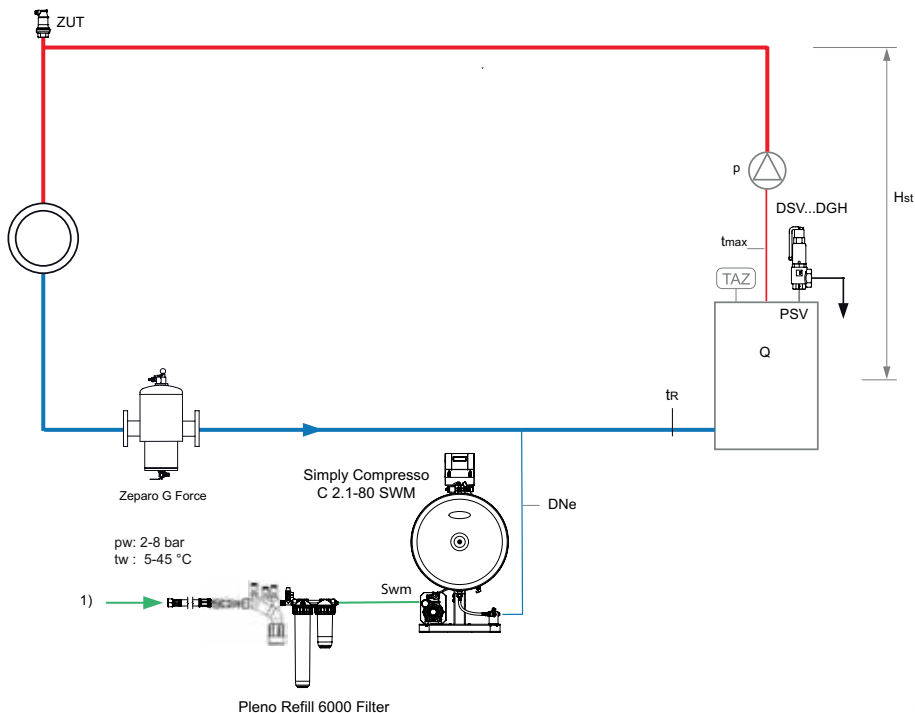 ZUT
p
DSV...DGH
Hst
tmax
TAZ
PSV
Q
tR
Simply Compresso
C 2.1-80 SWM
Zeparo G Force
DNe
pw: 2-8 bar
tw : 5-45 °C
Swm
1)
Pleno Refill 6000 Filter